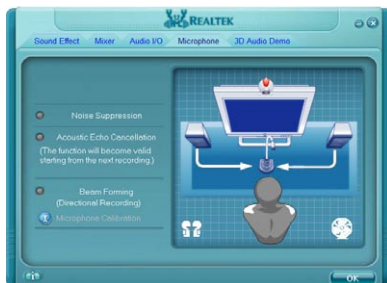 REALTEK
Sound Effect
Mixer
Audio I/O
Microphone
3D Audio Demo
Noise Suppression
Acoustic Echo Cancellation
(The function will become valid
starting from the next recording.)
Beam Forming
(Directional Recording)
Microphone Calibration
OK